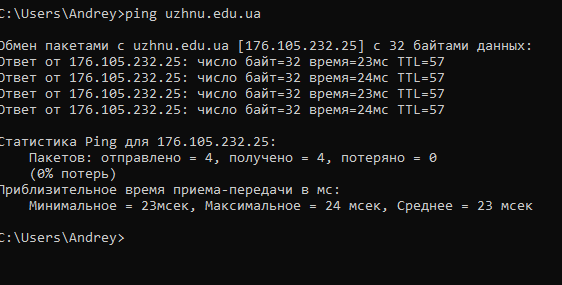 C:\Users\Andrey>ping uzhnu.edu.ua
Обмен пакетами с uzhnu.edu.ua [176.105.232.25] с 32 байтами данных:
Ответ от 176.105.232.25: число байт=32 время=23мс TTL=57
Ответ от 176.105.232.25: число байт=32 время=24мс TTL=57
Ответ от 176.105.232.25: число байт=32 время=23мс TTL=57
Ответ от 176.105.232.25: число байт=32 время=24мс TTL=57
Статистика Ping для 176.105.232.25:
Пакетов: отправлено = 4, получено = 4, потеряно = 0
(0% потерь)
Приблизительное время приема-передачи в мс:
Минимальное = 23мсек, Максимальное = 24 мсек, Среднее = 23 мсек
C:\Users\Andrey>